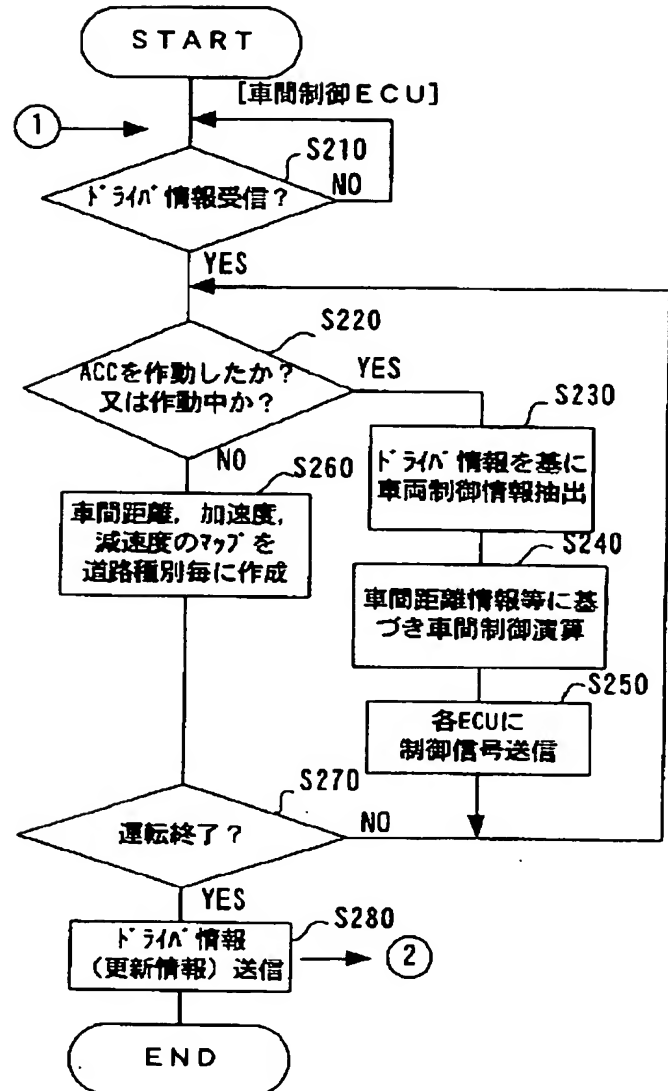 START
[車間制御ECU]
①
S210
ドライバ情報受信?
NO
YES
S220
ACCを作動したか?
又は作動中か?
YES
NO
S230
ドライバ情報を基に
車両制御情報抽出
S260
車間距離,加速度,
減速度のマップを
道路種別毎に作成
S240
車間距離情報等に基
づき車間制御演算
S250
各ECUに
制御信号送信
S270
運転終了?
NO
YES
S280
ドライバ情報
(更新情報)送信
②
END